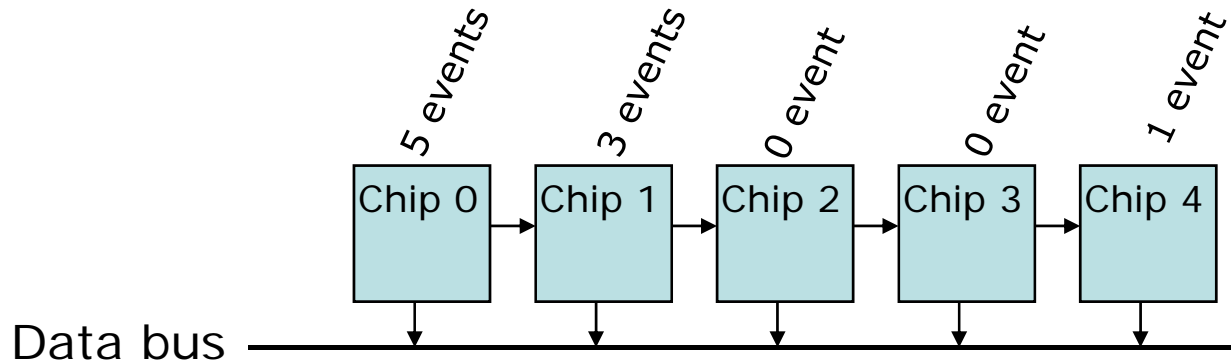 5 events
3 events
0 event
0 event
1 event
Chip 0
Chip 1
Chip 2
Chip 3
Chip 4
Data bus